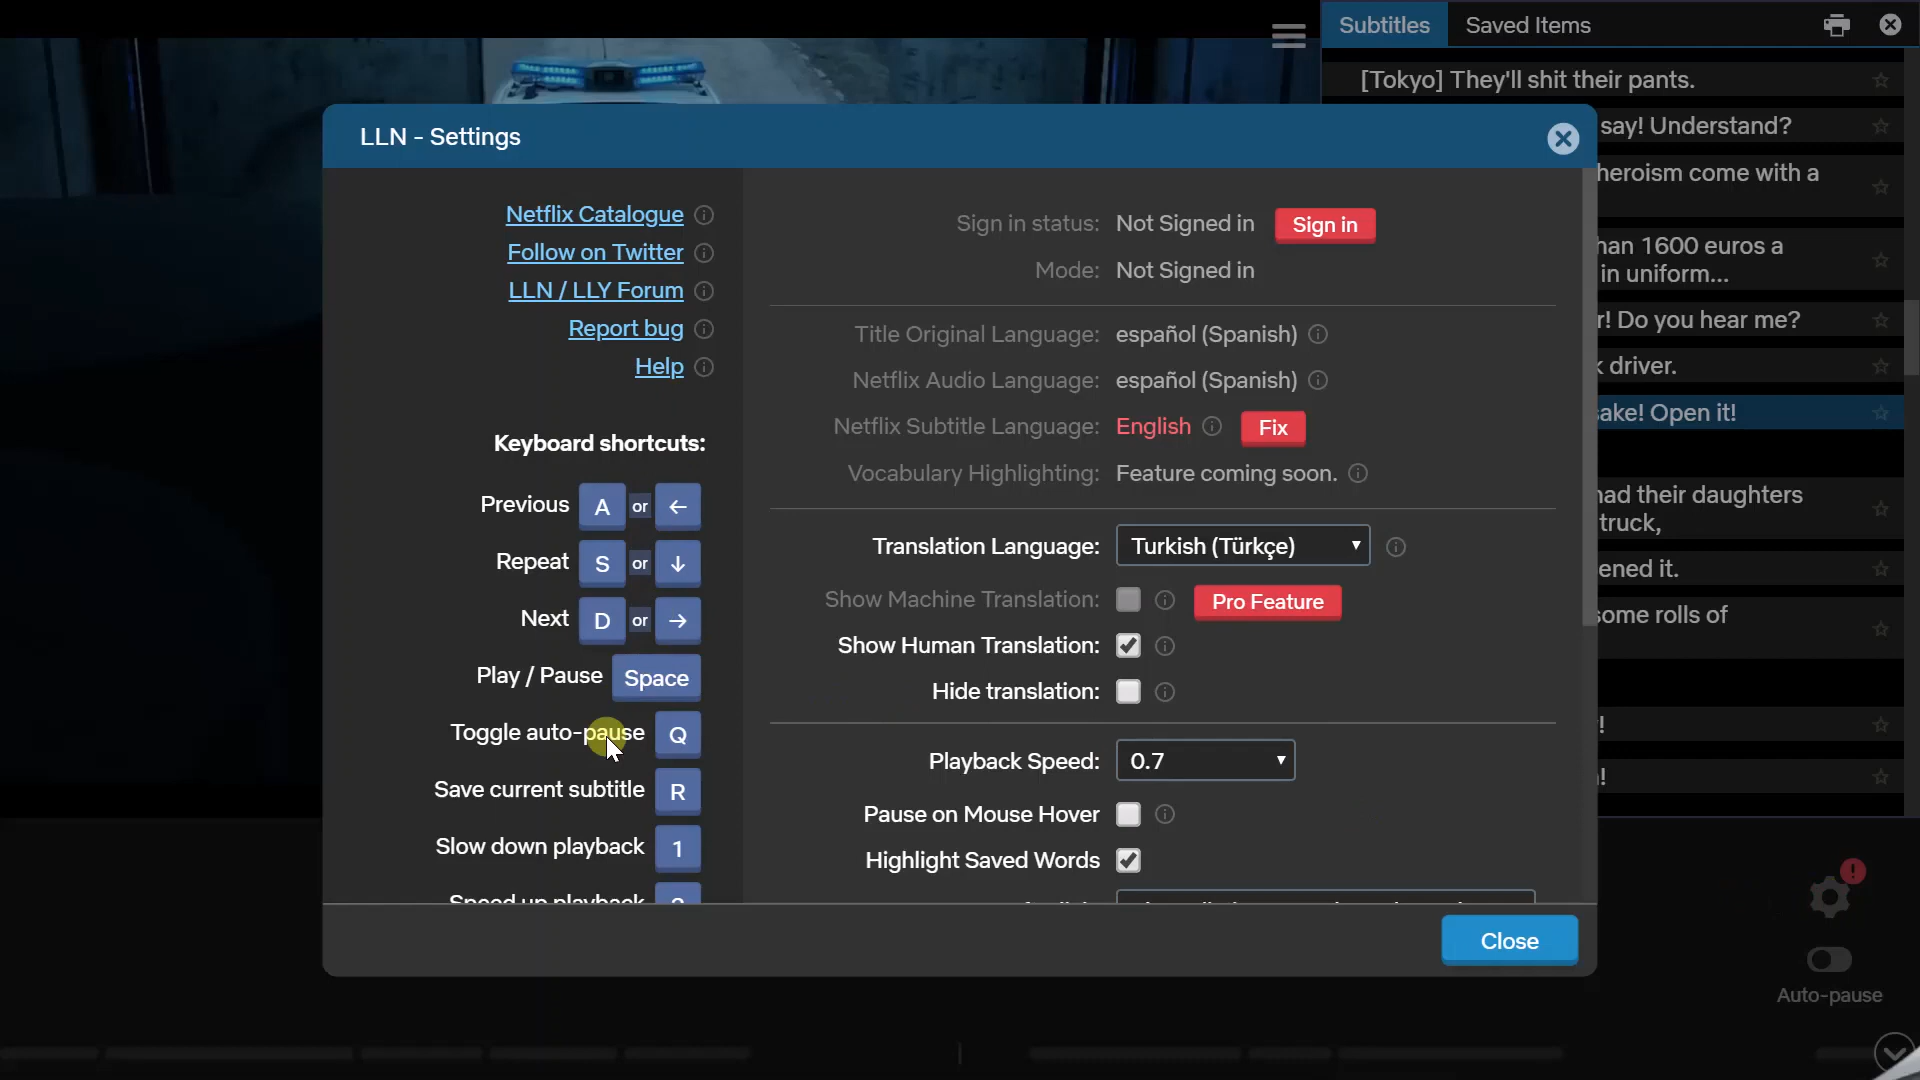 Subtitles
Saved Items
[Tokyo] They'll shit their pants.
say! Understand?
heroism come with a
han 1600 euros a
in uniform...
r! Do you hear me?
k driver.
sake! Open it!
had their daughters
truck,
ened it.
some rolls of
LLN - Settings
Netflix Catalogue
Follow on Twitter
LLN / LLY Forum
Report bug
Help
Keyboard shortcuts:
Previous A or ←
Repeat S or ↓
Next D or →
Play / Pause Space
Toggle auto-pause Q
Save current subtitle R
Slow down playback 1
Speed up playback
Sign in status: Not Signed in Sign in
Mode: Not Signed in
Title Original Language: español (Spanish)
Netflix Audio Language: español (Spanish)
Netflix Subtitle Language: English Fix
Vocabulary Highlighting: Feature coming soon.
Translation Language: Turkish (Türkçe)
Show Machine Translation: Pro Feature
Show Human Translation:
Hide translation:
Playback Speed: 0.7
Pause on Mouse Hover
Highlight Saved Words
Close
Auto-pause